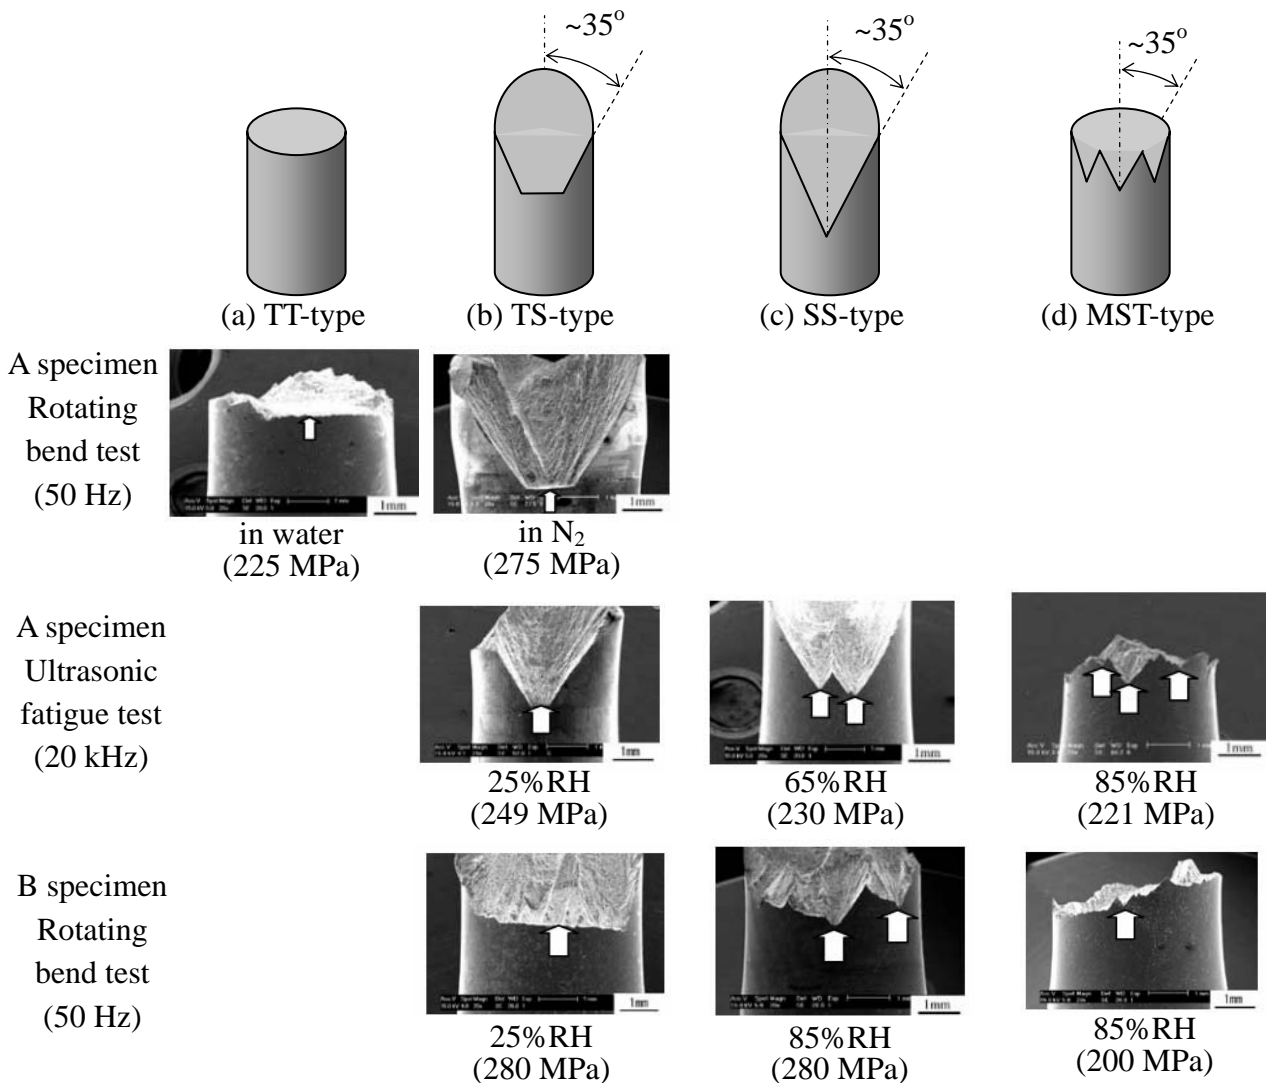 ~35°
~35°
~35°
(a) TT-type
(b) TS-type
(c) SS-type
(d) MST-type
A specimen
Rotating
bend test
(50 Hz)
1mm
1mm
in water
(225 MPa)
in N₂
(275 MPa)
A specimen
Ultrasonic
fatigue test
(20 kHz)
1mm
1mm
1mm
25%RH
(249 MPa)
65%RH
(230 MPa)
85%RH
(221 MPa)
B specimen
Rotating
bend test
(50 Hz)
1mm
1mm
1mm
25%RH
(280 MPa)
85%RH
(280 MPa)
85%RH
(200 MPa)